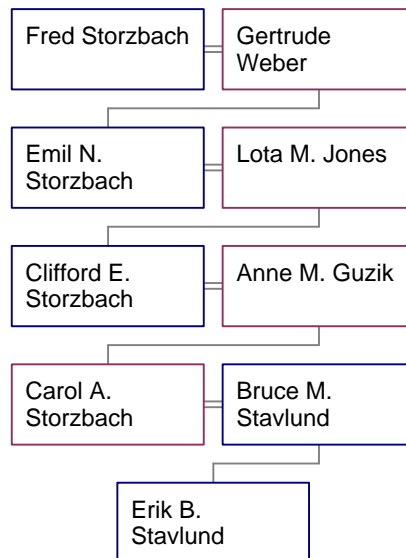 Fred Storzbach
Gertrude
Weber
Emil N.
Storzbach
Lota M. Jones
Clifford E.
Storzbach
Anne M. Guzik
Carol A.
Storzbach
Bruce M.
Stavlund
Erik B.
Stavlund